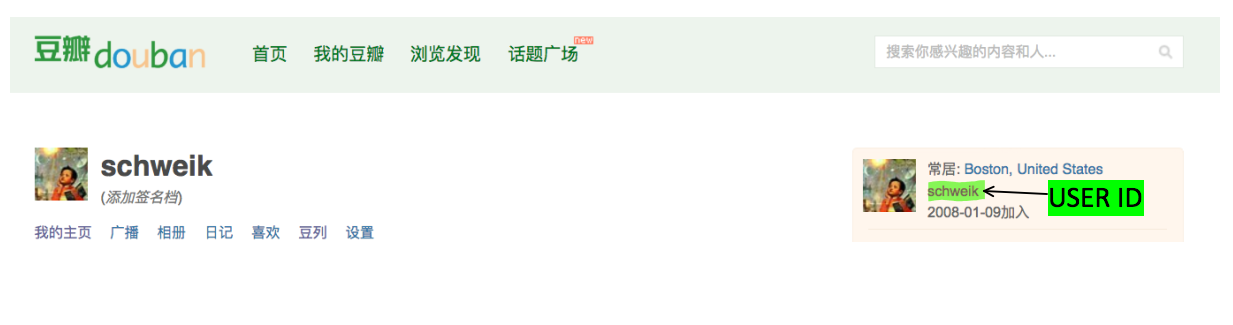 豆瓣douban 首页 我的豆瓣 浏览发现 话题广场 new 搜索你感兴趣的内容和人...
schweik
(添加签名档)
我的主页 广播 相册 日记 喜欢 豆列 设置
常居: Boston, United States
schweik USER ID
2008-01-09加入